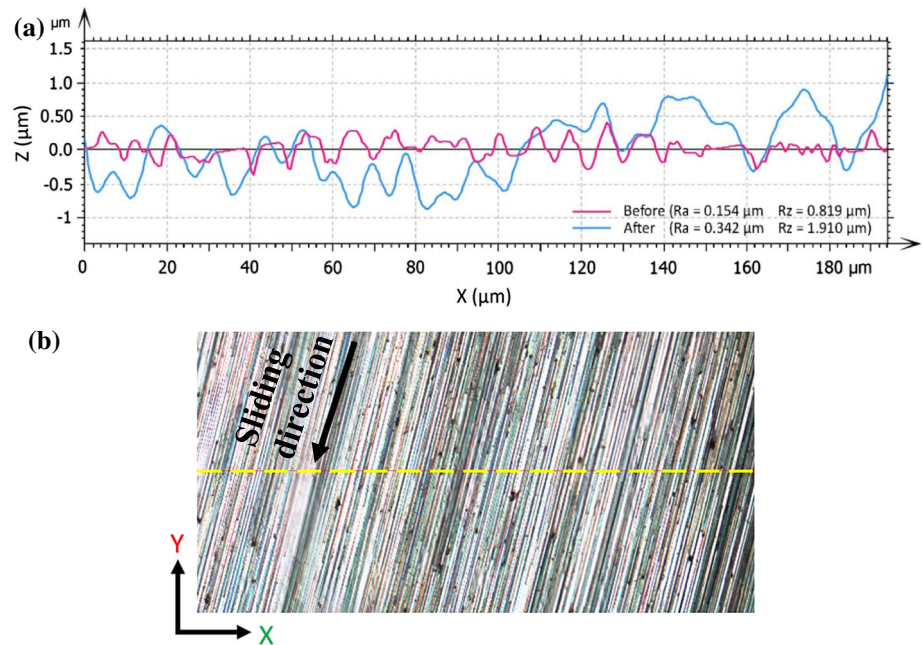 (a)
µm
1.5
1.0
0.50
0.0
-0.5
-1
Z (µm)
Before (Ra = 0.154 µm Rz = 0.819 µm)
After (Ra = 0.342 µm Rz = 1.910 µm)
0 20 40 60 80 100 120 140 160 180 µm
X (µm)
(b)
Sliding
direction
Y
X